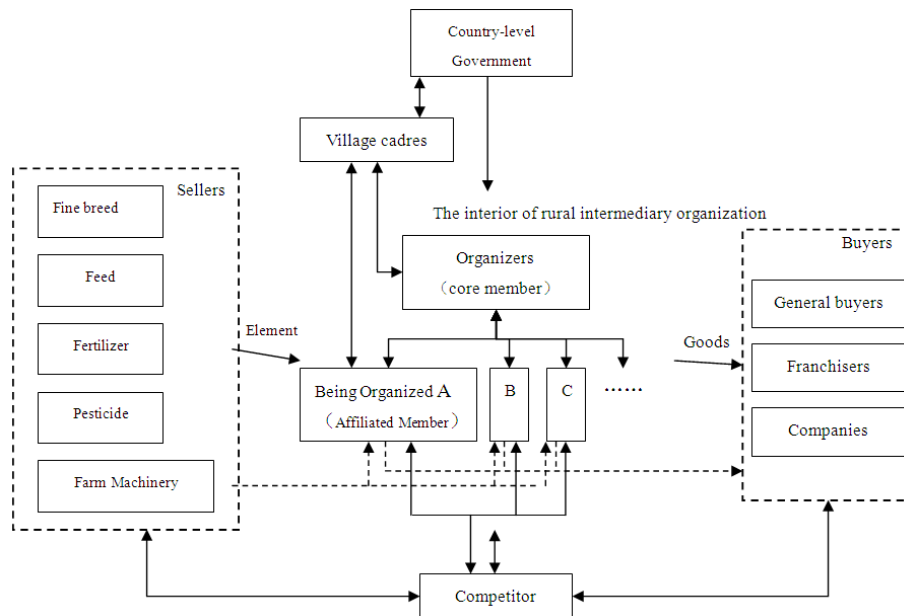 Country-level
Government
Village cadres
Sellers
Fine breed
Feed
Fertilizer
Pesticide
Farm Machinery
The interior of rural intermediary organization
Organizers
（core member）
Element
Being Organized A
（Affiliated Member）
B
C
……
Goods
Buyers
General buyers
Franchisers
Companies
Competitor